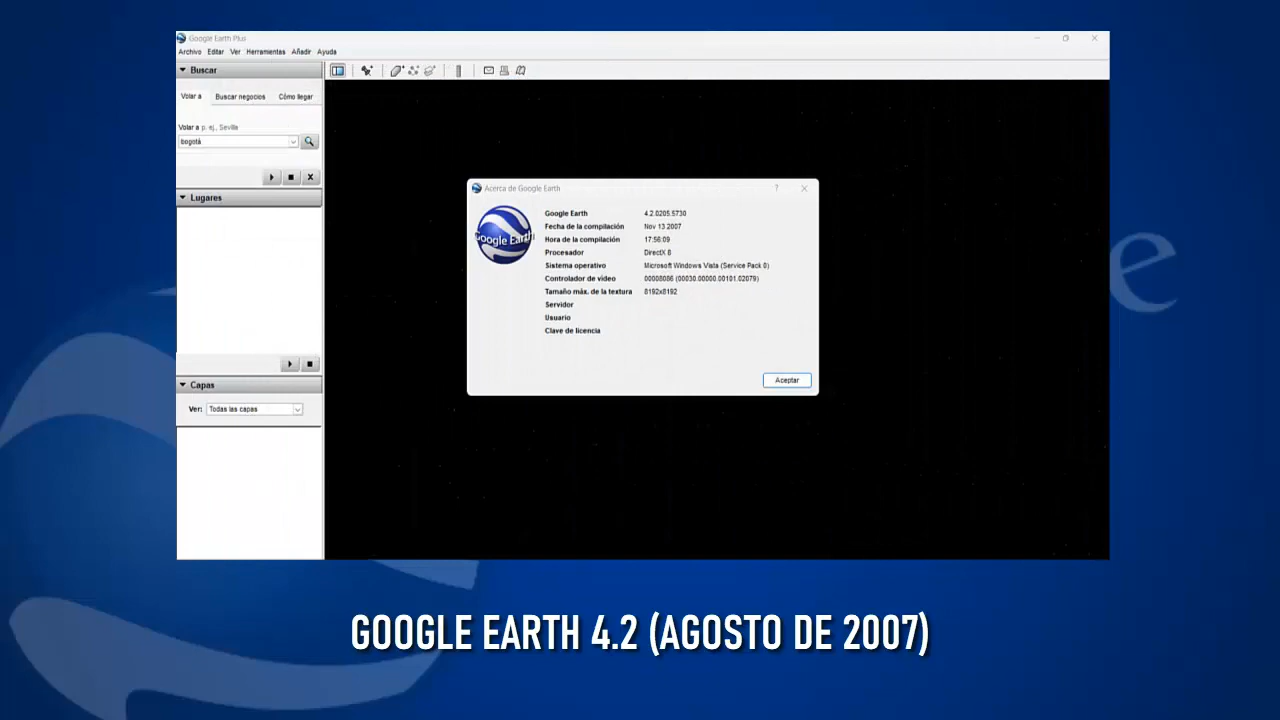 Google Earth Plus
Archivo Editar Ver Herramientas Añadir Ayuda
Buscar
Volar a Buscar negocios Cómo llegar
Volar a p. ej., Sevilla
bogotá
Lugares
Capas
Ver: Todas las capas
Acerca de Google Earth
Google Earth
Google Earth 4.2.0205.5730
Fecha de la compilación Nov 13 2007
Hora de la compilación 17:56:09
Procesador DirectX 8
Sistema operativo Microsoft Windows Vista (Service Pack 0)
Controlador de vídeo 00008086 (00030.00000.00101.02079)
Tamaño máx. de la textura 8192x8192
Servidor
Usuario
Clave de licencia
Aceptar
e
GOOGLE EARTH 4.2 (AGOSTO DE 2007)